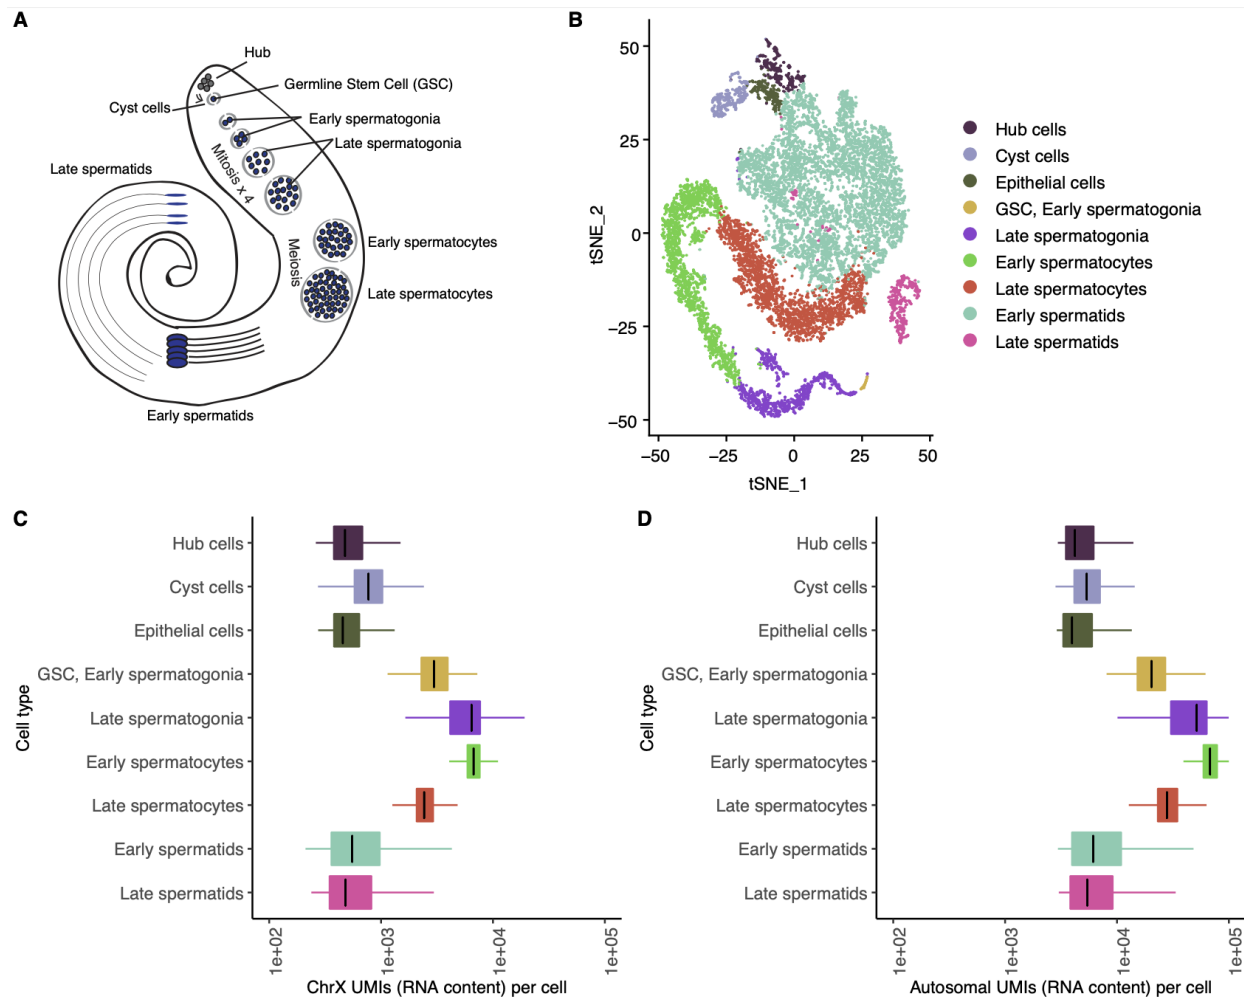 A
Hub
Germline Stem Cell (GSC)
Cyst cells
Early spermatogonia
Late spermatogonia
Mitosis x 4
Late spermatids
Early spermatocytes
Meiosis
Late spermatocytes
Early spermatids
B
50
25
0
−25
−50
tSNE_2
−50
−25
0
25
50
tSNE_1
Hub cells
Cyst cells
Epithelial cells
GSC, Early spermatogonia
Late spermatogonia
Early spermatocytes
Late spermatocytes
Early spermatids
Late spermatids
C
Cell type
Hub cells
Cyst cells
Epithelial cells
GSC, Early spermatogonia
Late spermatogonia
Early spermatocytes
Late spermatocytes
Early spermatids
Late spermatids
1e+02
1e+03
1e+04
1e+05
ChrX UMIs (RNA content) per cell
D
Cell type
Hub cells
Cyst cells
Epithelial cells
GSC, Early spermatogonia
Late spermatogonia
Early spermatocytes
Late spermatocytes
Early spermatids
Late spermatids
1e+02
1e+03
1e+04
1e+05
Autosomal UMIs (RNA content) per cell